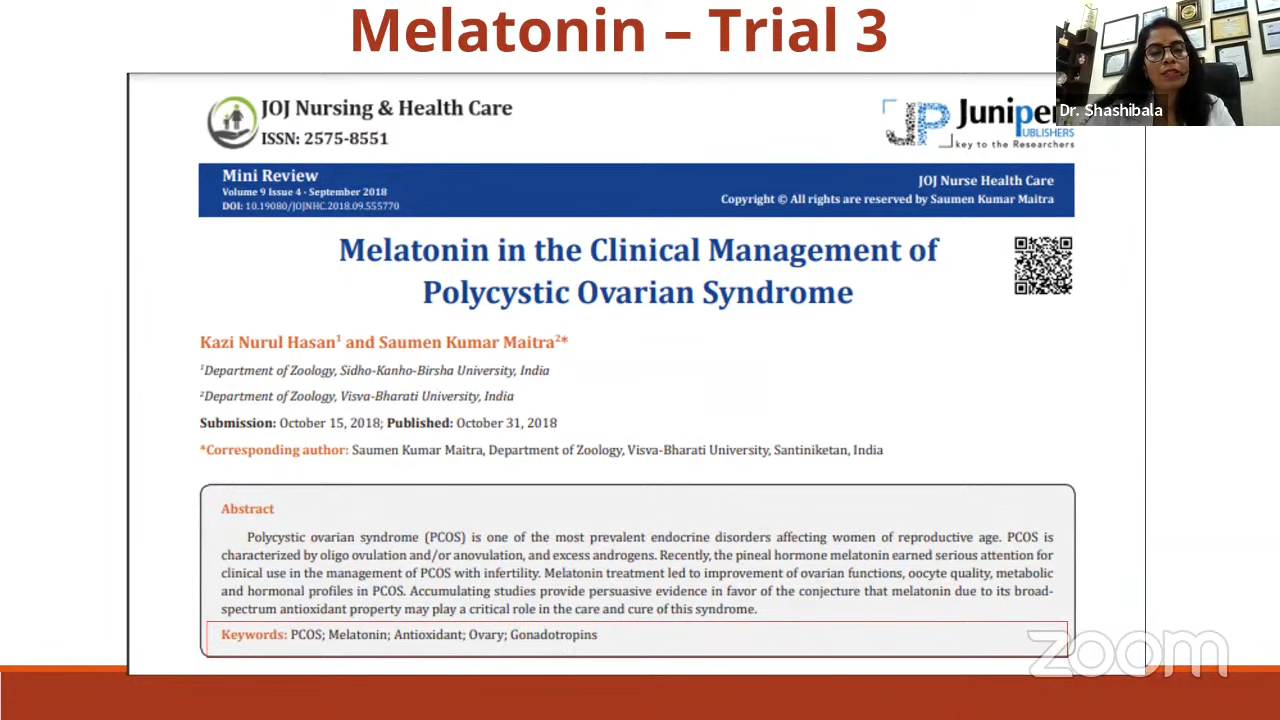 Melatonin – Trial 3
Dr. Shashibala
JOJ Nursing & Health Care
ISSN: 2575-8551
JP Juniper
UBLISHERS
key to the Researchers
Mini Review
Volume 9 Issue 4 - September 2018
DOI: 10.19080/JOJNHC.2018.09.555770
JOJ Nurse Health Care
Copyright © All rights are reserved by Saumen Kumar Maitra
Melatonin in the Clinical Management of
Polycystic Ovarian Syndrome
Kazi Nurul Hasan1 and Saumen Kumar Maitra2*
1Department of Zoology, Sidho-Kanho-Birsha University, India
2Department of Zoology, Visva-Bharati University, India
Submission: October 15, 2018; Published: October 31, 2018
*Corresponding author: Saumen Kumar Maitra, Department of Zoology, Visva-Bharati University, Santiniketan, India
Abstract
Polycystic ovarian syndrome (PCOS) is one of the most prevalent endocrine disorders affecting women of reproductive age. PCOS is
characterized by oligo ovulation and/or anovulation, and excess androgens. Recently, the pineal hormone melatonin earned serious attention for
clinical use in the management of PCOS with infertility. Melatonin treatment led to improvement of ovarian functions, oocyte quality, metabolic
and hormonal profiles in PCOS. Accumulating studies provide persuasive evidence in favor of the conjecture that melatonin due to its broad-
spectrum antioxidant property may play a critical role in the care and cure of this syndrome.
Keywords: PCOS; Melatonin; Antioxidant; Ovary; Gonadotropins
zoom